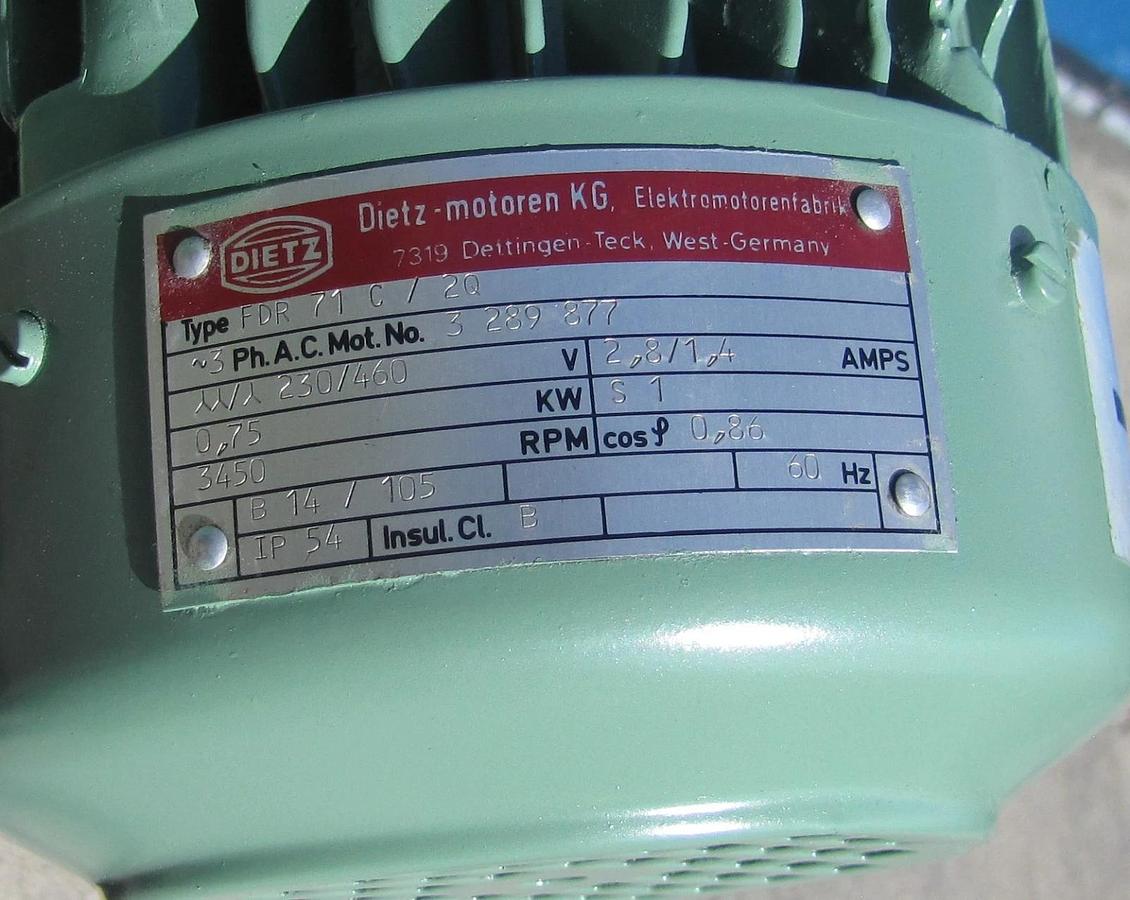 DIETZ
Dietz-motoren KG, Elektromotorenfabrik
7319 Dettingen-Teck, West-Germany
Type FDR 71 C / 2Q
~3 Ph. A.C. Mot. No. 3 289 877
230/460 V 2,8/1,4 AMPS
0,75 KW S 1
3450 RPM cos φ 0,86
B 14 / 105 60 Hz
IP 54 Insul. Cl. B